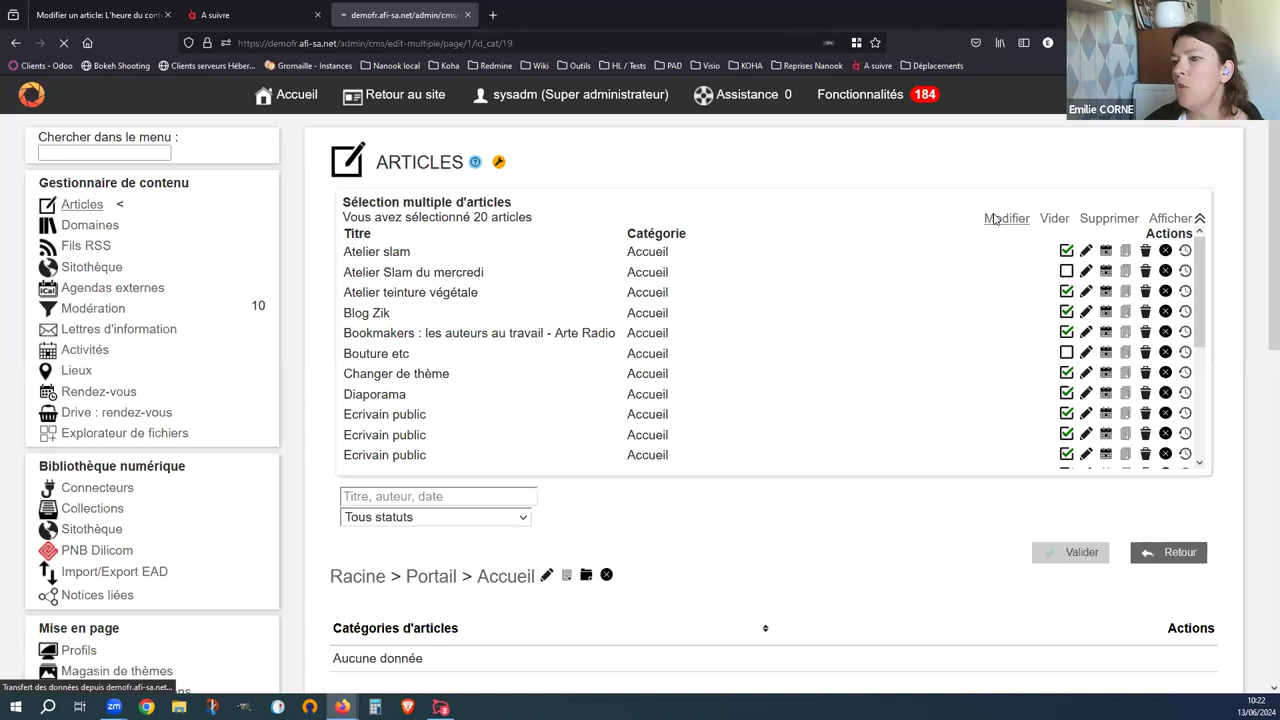 Modifier un article: L'heure du cont
A suivre
demofr.afi-sa.net/admin/cms/
https://demofr.afi-sa.net/admin/cms/edit-multiple/page/1/id_cat/19
Clients - Odoo
Bokeh Shooting
Clients serveurs Héber…
Gromaille - Instances
Nanook local
Koha
Redmine
Wiki
Outils
HL / Tests
PAD
Visio
KOHA
Reprises Nanook
A suivre
Déplacements
Emilie CORNE
Accueil
Retour au site
sysadm (Super administrateur)
Assistance 0
Fonctionnalités 184
Chercher dans le menu :
Gestionnaire de contenu
Articles <
Domaines
Fils RSS
Sitothèque
Agendas externes
Modération 10
Lettres d'information
Activités
Lieux
Rendez-vous
Drive : rendez-vous
Explorateur de fichiers
Bibliothèque numérique
Connecteurs
Collections
Sitothèque
PNB Dilicom
Import/Export EAD
Notices liées
Mise en page
Profils
Magasin de thèmes
Transfert des données depuis demofr.afi-sa.net…
ARTICLES
Sélection multiple d'articles
Vous avez sélectionné 20 articles
Modifier Vider Supprimer Afficher
Titre Catégorie Actions
Atelier slam Accueil
Atelier Slam du mercredi Accueil
Atelier teinture végétale Accueil
Blog Zik Accueil
Bookmakers : les auteurs au travail - Arte Radio Accueil
Bouture etc Accueil
Changer de thème Accueil
Diaporama Accueil
Ecrivain public Accueil
Ecrivain public Accueil
Ecrivain public Accueil
Titre, auteur, date
Tous statuts
Valider Retour
Racine > Portail > Accueil
Catégories d'articles Actions
Aucune donnée
10:22
13/06/2024